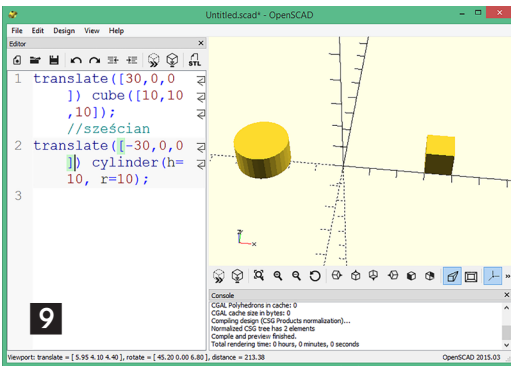 Untitled.scad* - OpenSCAD
File Edit Design View Help
Editor
STL
1 translate([30,0,0
]) cube([10,10
,10]);
//sześcian
2 translate([-30,0,0
]) cylinder(h=
10, r=10);
3
9
z
x
Console
CGAL Polyhedrons in cache: 0
CGAL cache size in bytes: 0
Compiling design (CSG Products normalization)...
Normalized CSG tree has 2 elements
Compile and preview finished.
Total rendering time: 0 hours, 0 minutes, 0 seconds
Viewport: translate = [ 5.95 4.10 4.40 ], rotate = [ 45.20 0.00 6.80 ], distance = 213.38
OpenSCAD 2015.03